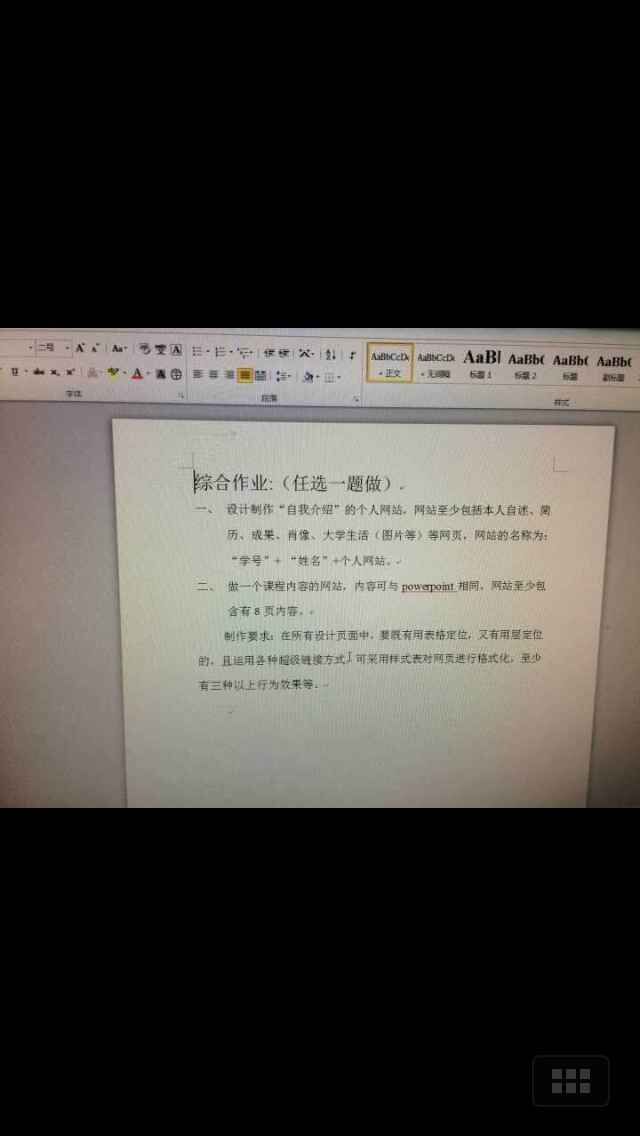 二号 Aa
字体 段落 样式
AaBbCcDc AaBbCcDc AaBl AaBb( AaBb( AaBb(
正文 无间隔 标题 1 标题 2 标题 副标题
综合作业:（任选一题做）
一、 设计制作“自我介绍”的个人网站，网站至少包括本人自述、简
历、成果、肖像、大学生活（图片等）等网页，网站的名称为：
“学号”+ “姓名”+个人网站。
二、 做一个课程内容的网站，内容可与 powerpoint 相同，网站至少包
含有 8 页内容。
制作要求：在所有设计页面中，要既有用表格定位，又有用层定位
的，且运用各种超级链接方式，可采用样式表对网页进行格式化，至少
有三种以上行为效果等。